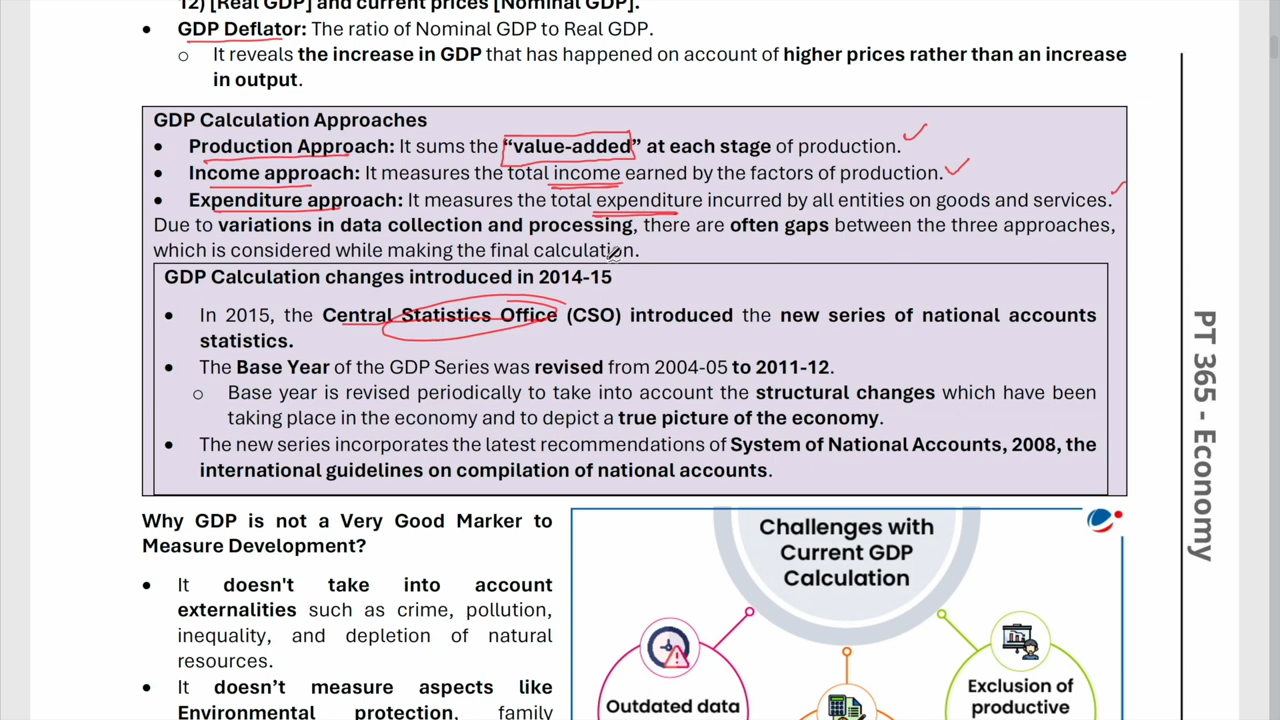 12) [Real GDP] and current prices [Nominal GDP].
• GDP Deflator: The ratio of Nominal GDP to Real GDP.
○ It reveals the increase in GDP that has happened on account of higher prices rather than an increase
in output.
GDP Calculation Approaches
• Production Approach: It sums the “value-added” at each stage of production.
• Income approach: It measures the total income earned by the factors of production.
• Expenditure approach: It measures the total expenditure incurred by all entities on goods and services.
Due to variations in data collection and processing, there are often gaps between the three approaches,
which is considered while making the final calculation.
GDP Calculation changes introduced in 2014-15
• In 2015, the Central Statistics Office (CSO) introduced the new series of national accounts
statistics.
• The Base Year of the GDP Series was revised from 2004-05 to 2011-12.
○ Base year is revised periodically to take into account the structural changes which have been
taking place in the economy and to depict a true picture of the economy.
• The new series incorporates the latest recommendations of System of National Accounts, 2008, the
international guidelines on compilation of national accounts.
Why GDP is not a Very Good Marker to
Measure Development?
• It doesn't take into account
externalities such as crime, pollution,
inequality, and depletion of natural
resources.
• It doesn’t measure aspects like
Environmental protection, family
Challenges with
Current GDP
Calculation
Outdated data
Exclusion of
productive
PT 365 - Economy